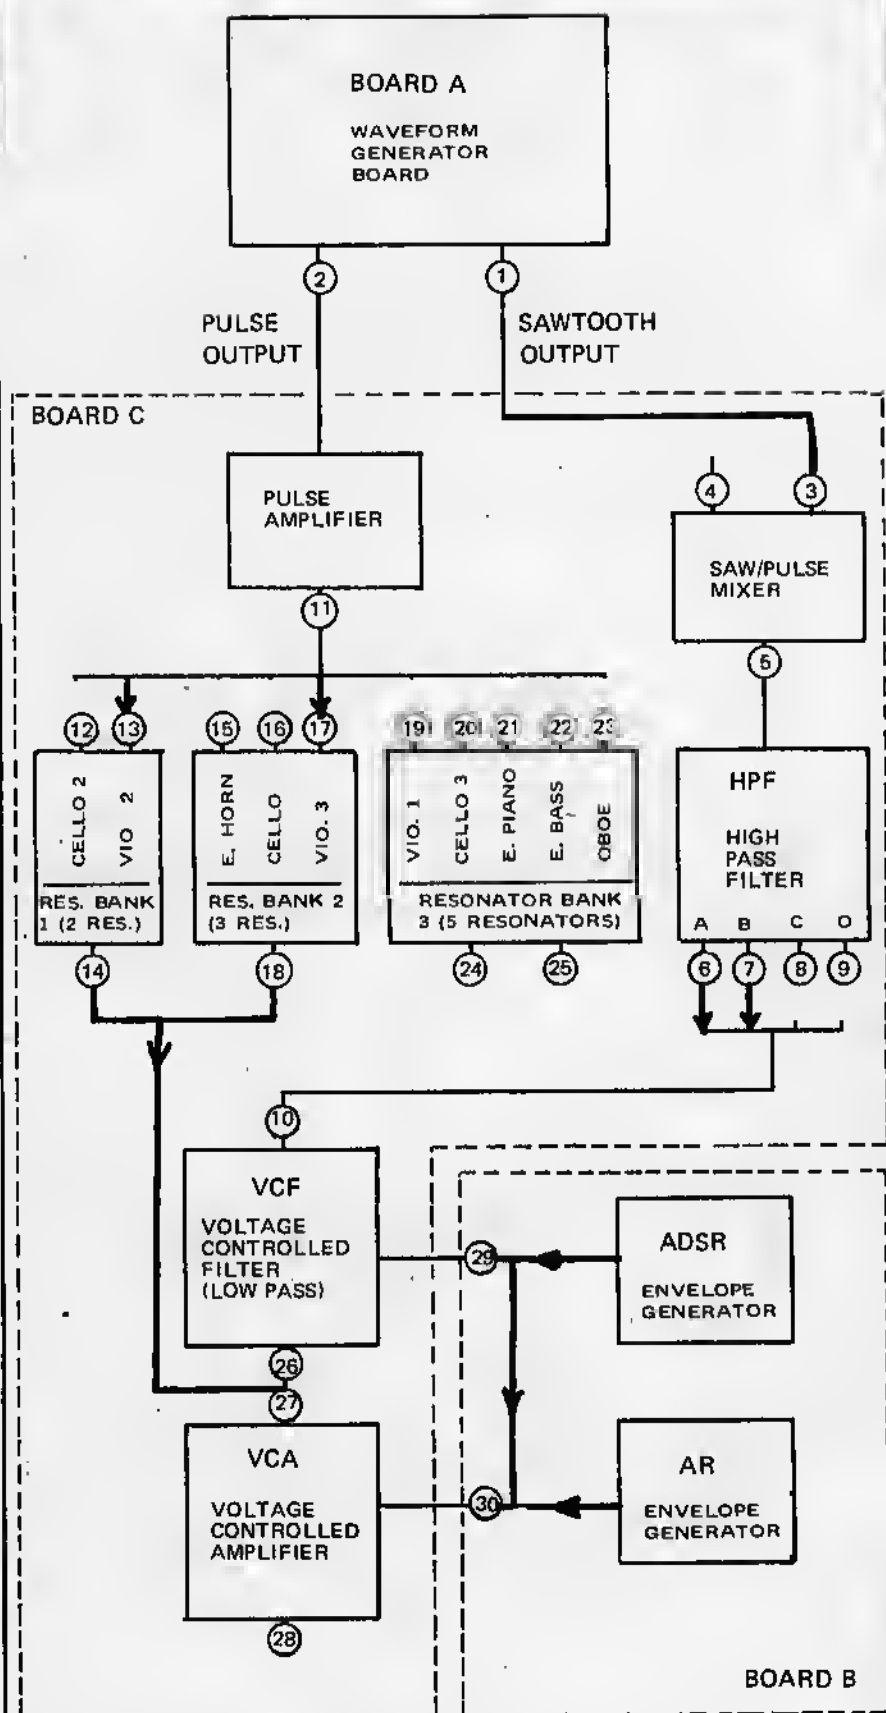 BOARD A
WAVEFORM
GENERATOR
BOARD
2
1
PULSE
OUTPUT
SAWTOOTH
OUTPUT
BOARD C
4
3
PULSE
AMPLIFIER
SAW/PULSE
MIXER
11
5
12
13
15
16
17
19
20
21
22
23
CELLO 2
VIO 2
E. HORN
CELLO
VIO. 3
VIO. 1
CELLO 3
E. PIANO
E. BASS
OBOE
RES. BANK
1 (2 RES.)
RES. BANK 2
(3 RES.)
RESONATOR BANK
3 (5 RESONATORS)
HPF
HIGH
PASS
FILTER
A B C O
14
18
24
25
6
7
8
9
10
VCF
VOLTAGE
CONTROLLED
FILTER
(LOW PASS)
29
ADSR
ENVELOPE
GENERATOR
26
27
VCA
VOLTAGE
CONTROLLED
AMPLIFIER
30
AR
ENVELOPE
GENERATOR
28
BOARD B